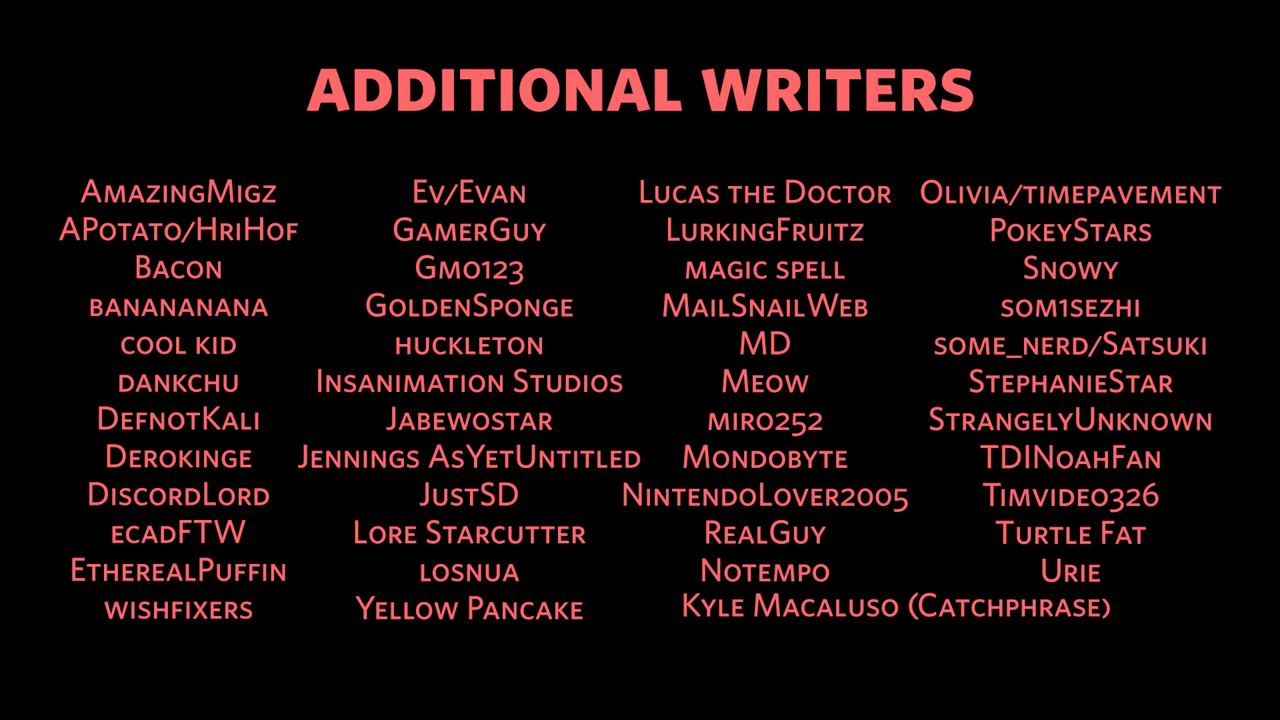 ADDITIONAL WRITERS
AmazingMigz
APotato/HriHof
Bacon
banananana
cool kid
dankchu
DefnotKali
Derokinge
DiscordLord
ecadFTW
EtherealPuffin
wishfixers
Ev/Evan
GamerGuy
Gmo123
GoldenSponge
huckleton
Insanimation Studios
Jabewostar
Jennings AsYetUntitled
JustSD
Lore Starcutter
losnua
Yellow Pancake
Lucas the Doctor
LurkingFruitz
magic spell
MailSnailWeb
MD
Meow
miro252
Mondobyte
NintendoLover2005
RealGuy
Notempo
Kyle Macaluso (Catchphrase)
Olivia/timepavement
PokeyStars
Snowy
som1sezhi
some_nerd/Satsuki
StephanieStar
StrangelyUnknown
TDINoahFan
Timvideo326
Turtle Fat
Urie